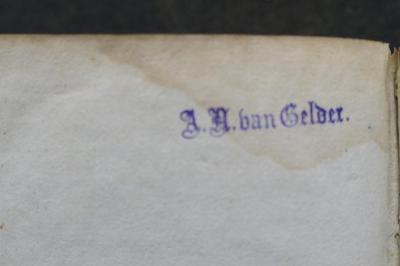 A. H. van Gelder.